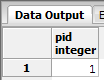 Data Output
pid
integer
1 1